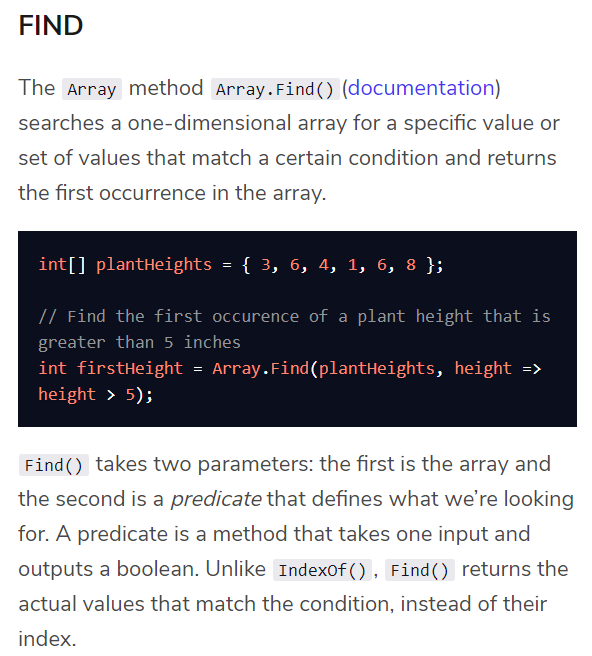 FIND
The Array method Array.Find() (documentation)
searches a one-dimensional array for a specific value or
set of values that match a certain condition and returns
the first occurrence in the array.
int[] plantHeights = { 3, 6, 4, 1, 6, 8 };
// Find the first occurence of a plant height that is
greater than 5 inches
int firstHeight = Array.Find(plantHeights, height =>
height > 5);
Find() takes two parameters: the first is the array and
the second is a predicate that defines what we’re looking
for. A predicate is a method that takes one input and
outputs a boolean. Unlike IndexOf(), Find() returns the
actual values that match the condition, instead of their
index.